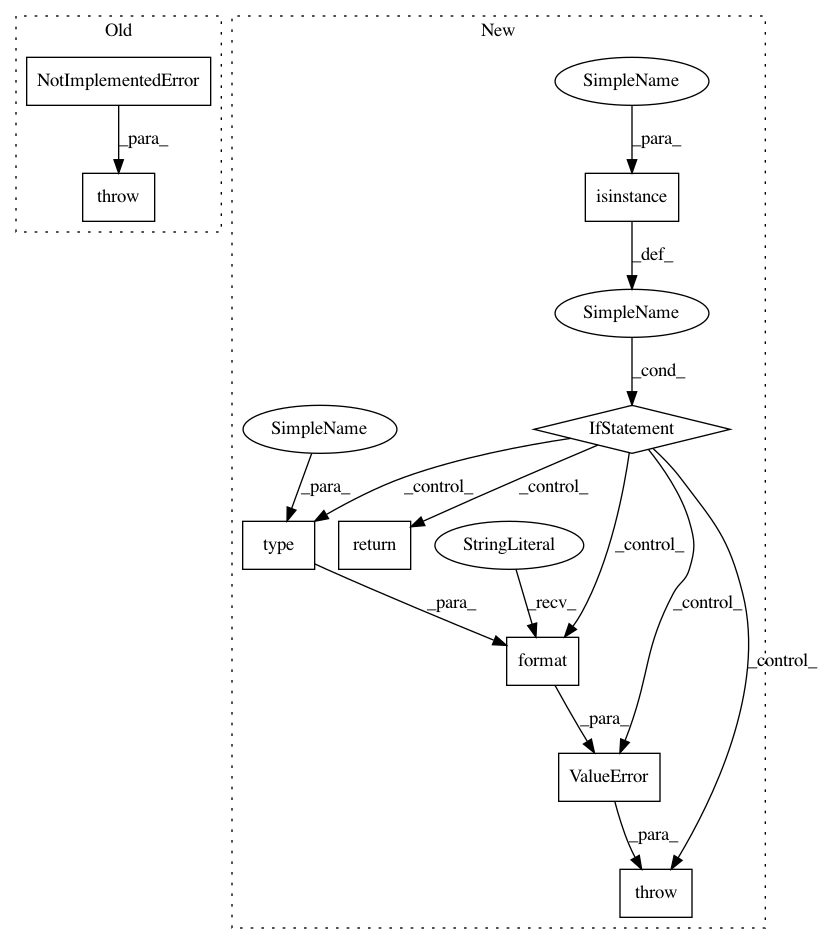 Old
New
NotImplementedError
SimpleName
_para_
_para_
throw
isinstance
_def_
SimpleName
_cond_
SimpleName
IfStatement
_para_
_control_
_control_
type
return
StringLiteral
_control_
_para_
_recv_
_control_
format
_control_
_para_
ValueError
_para_
throw